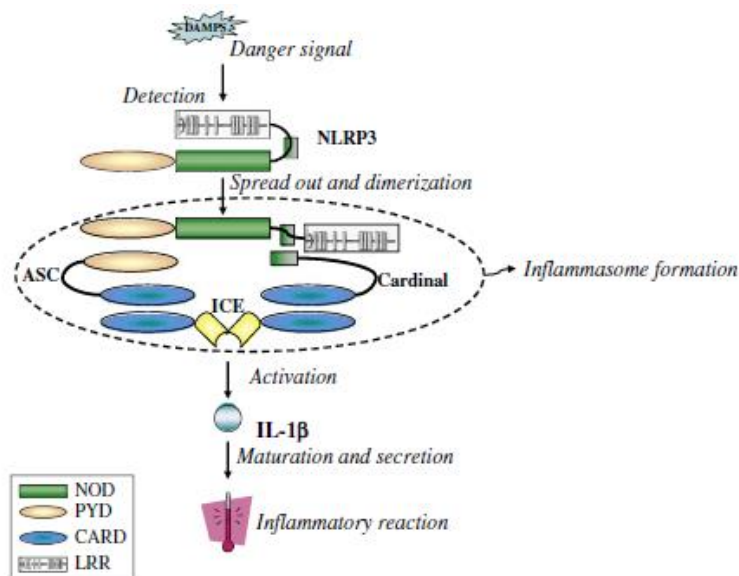 DAMPS
Danger signal
Detection
NLRP3
Spread out and dimerization
ASC
Cardinal
Inflammasome formation
ICE
Activation
IL-1β
Maturation and secretion
Inflammatory reaction
NOD
PYD
CARD
LRR